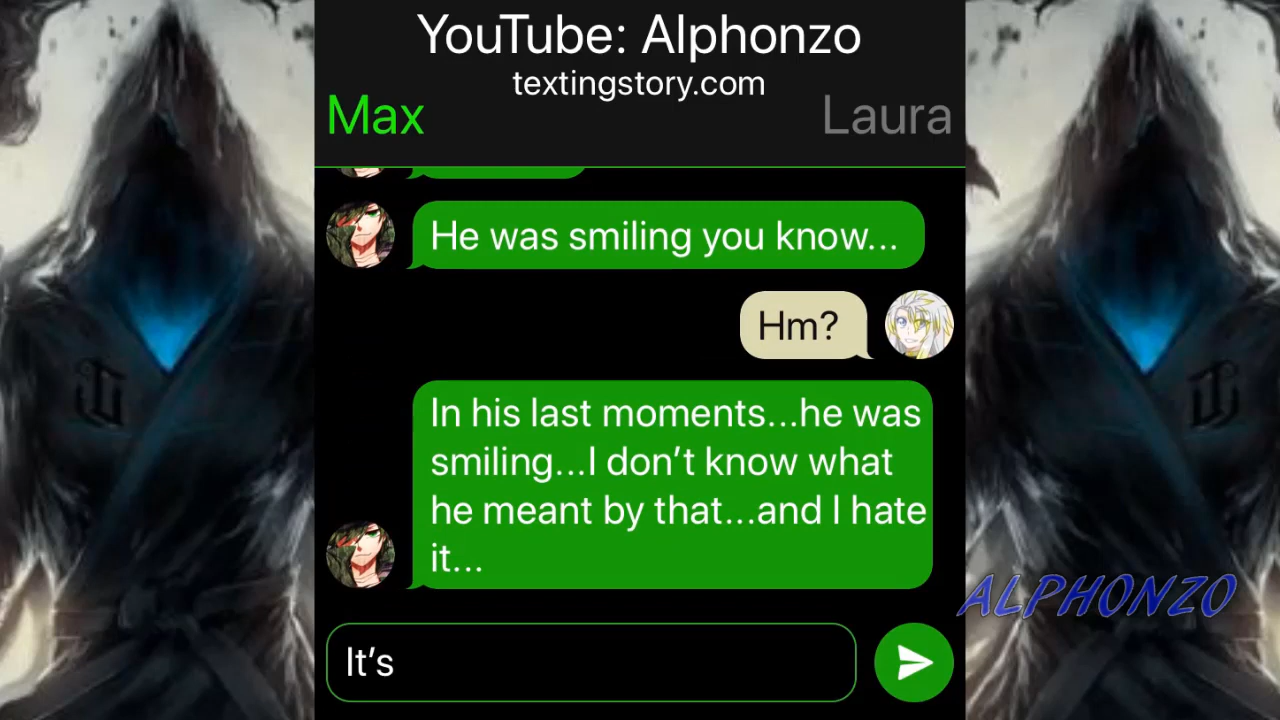 YouTube: Alphonzo
textingstory.com
Max
Laura
He was smiling you know...
Hm?
In his last moments...he was
smiling...I don’t know what
he meant by that...and I hate
it...
ALPHONZO
It’s